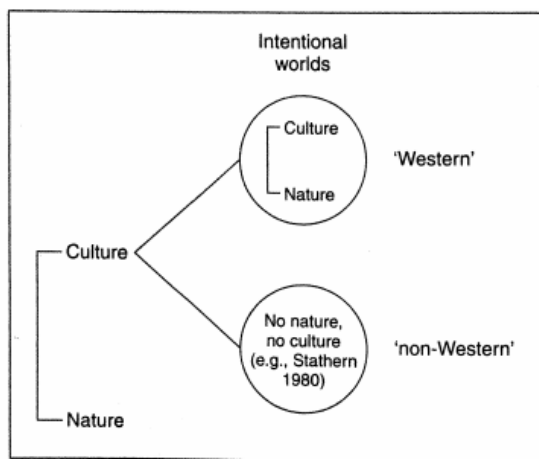 Intentional
worlds
Culture
Nature
'Western'
Culture
No nature,
no culture
(e.g., Stathern
1980)
'non-Western'
Nature